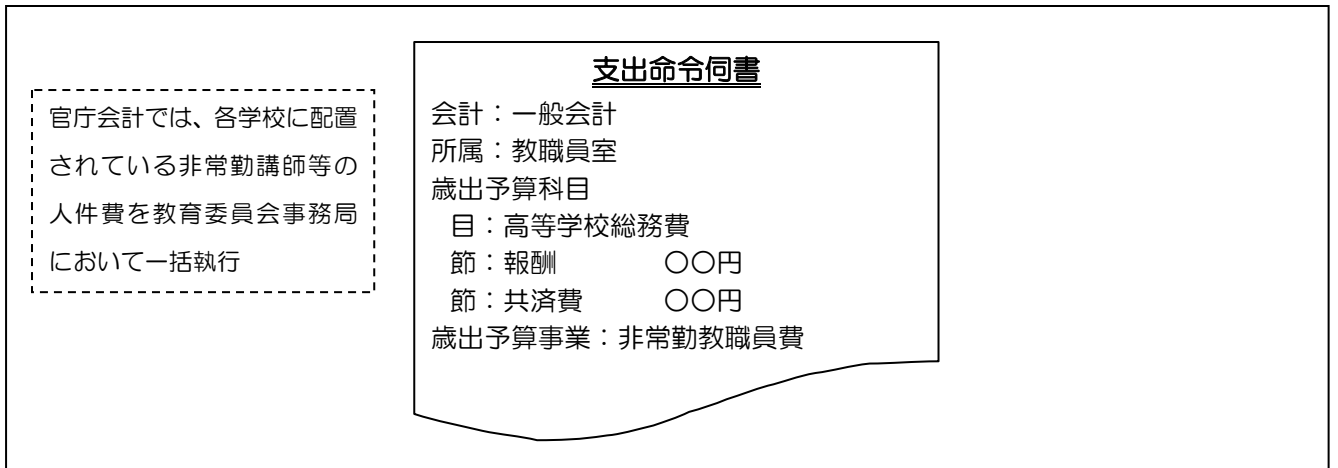 支出命令伺書
官庁会計では、各学校に配置
されている非常勤講師等の
人件費を教育委員会事務局
において一括執行
会計：一般会計
所属：教職員室
歳出予算科目
目：高等学校総務費
節：報酬　　　〇〇円
節：共済費　　〇〇円
歳出予算事業：非常勤教職員費